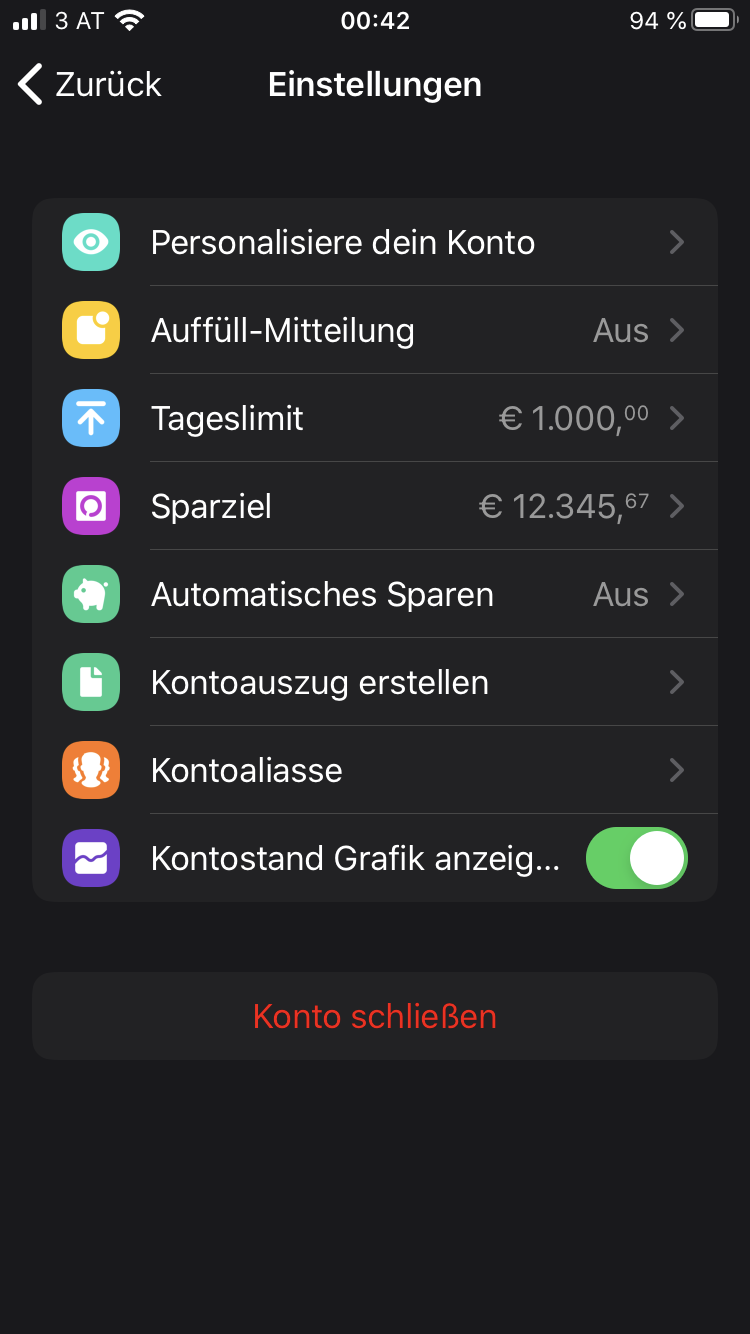 3 AT 00:42 94 %
Zurück Einstellungen
Personalisiere dein Konto
Auffüll-Mitteilung Aus
Tageslimit € 1.000,00
Sparziel € 12.345,67
Automatisches Sparen Aus
Kontoauszug erstellen
Kontoaliasse
Kontostand Grafik anzeig...
Konto schließen